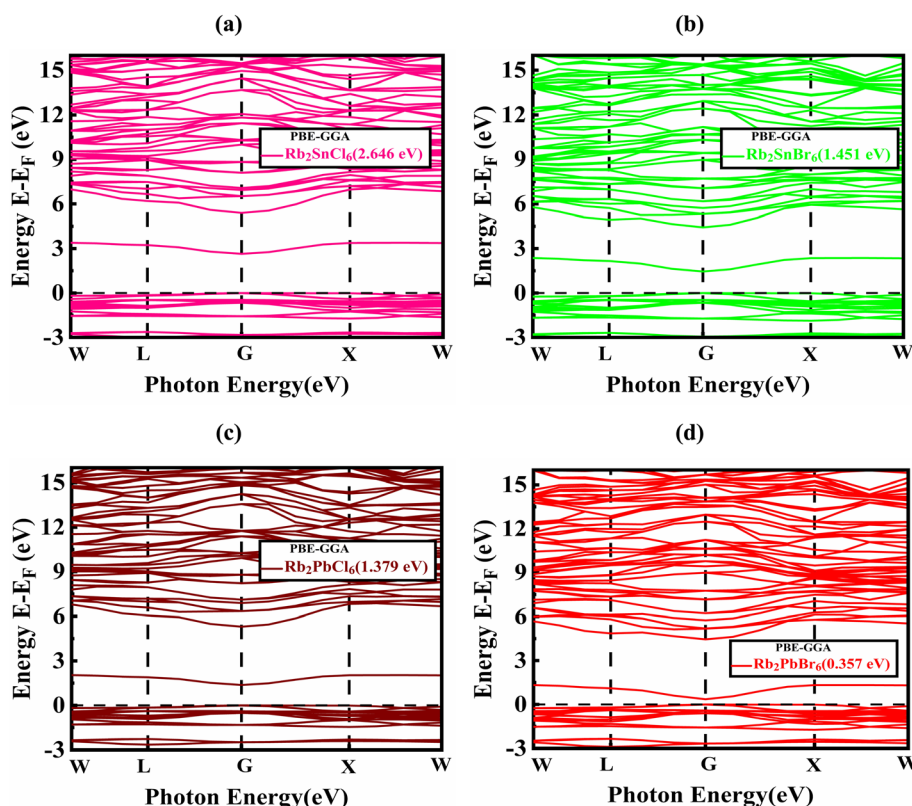 (a)
Energy E-E_F (eV)
15
12
9
6
3
0
-3
PBE-GGA
Rb₂SnCl₆(2.646 eV)
W L G X W
Photon Energy(eV)
(b)
Energy E-E_F (eV)
15
12
9
6
3
0
-3
PBE-GGA
Rb₂SnBr₆(1.451 eV)
W L G X W
Photon Energy(eV)
(c)
Energy E-E_F (eV)
15
12
9
6
3
0
-3
PBE-GGA
Rb₂PbCl₆(1.379 eV)
W L G X W
Photon Energy(eV)
(d)
Energy E-E_F (eV)
15
12
9
6
3
0
-3
PBE-GGA
Rb₂PbBr₆(0.357 eV)
W L G X W
Photon Energy(eV)